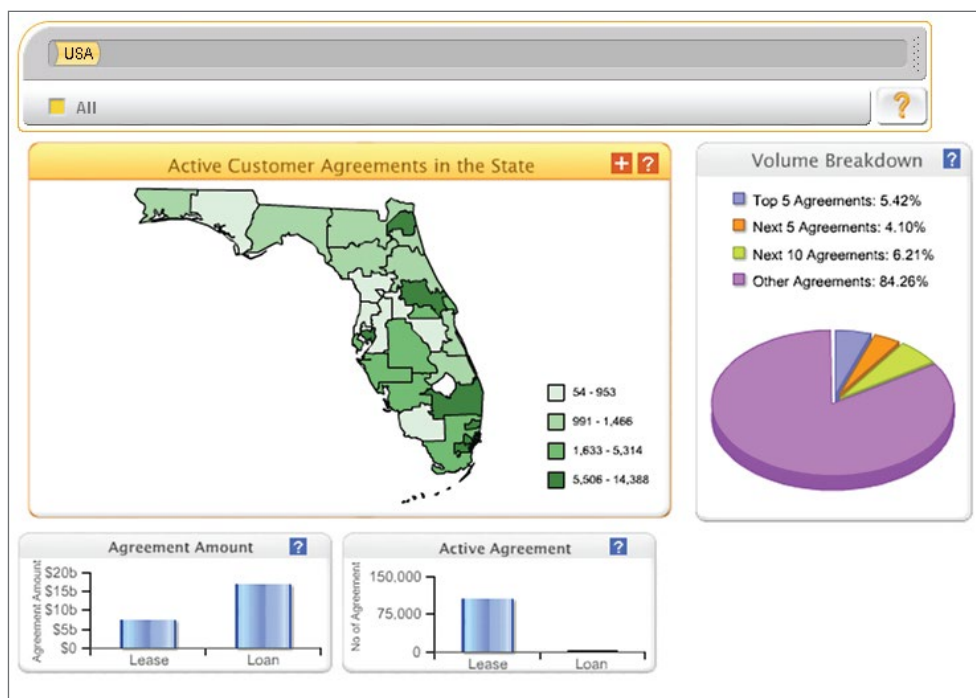 USA
All
?
Active Customer Agreements in the State
+ ?
54 - 953
991 - 1,466
1,633 - 5,314
5,506 - 14,388
Volume Breakdown
?
Top 5 Agreements: 5.42%
Next 5 Agreements: 4.10%
Next 10 Agreements: 6.21%
Other Agreements: 84.26%
Agreement Amount
?
Agreement Amount
$20b
$15b
$10b
$5b
$0
Lease
Loan
Active Agreement
?
No of Agreement
150,000
75,000
0
Lease
Loan